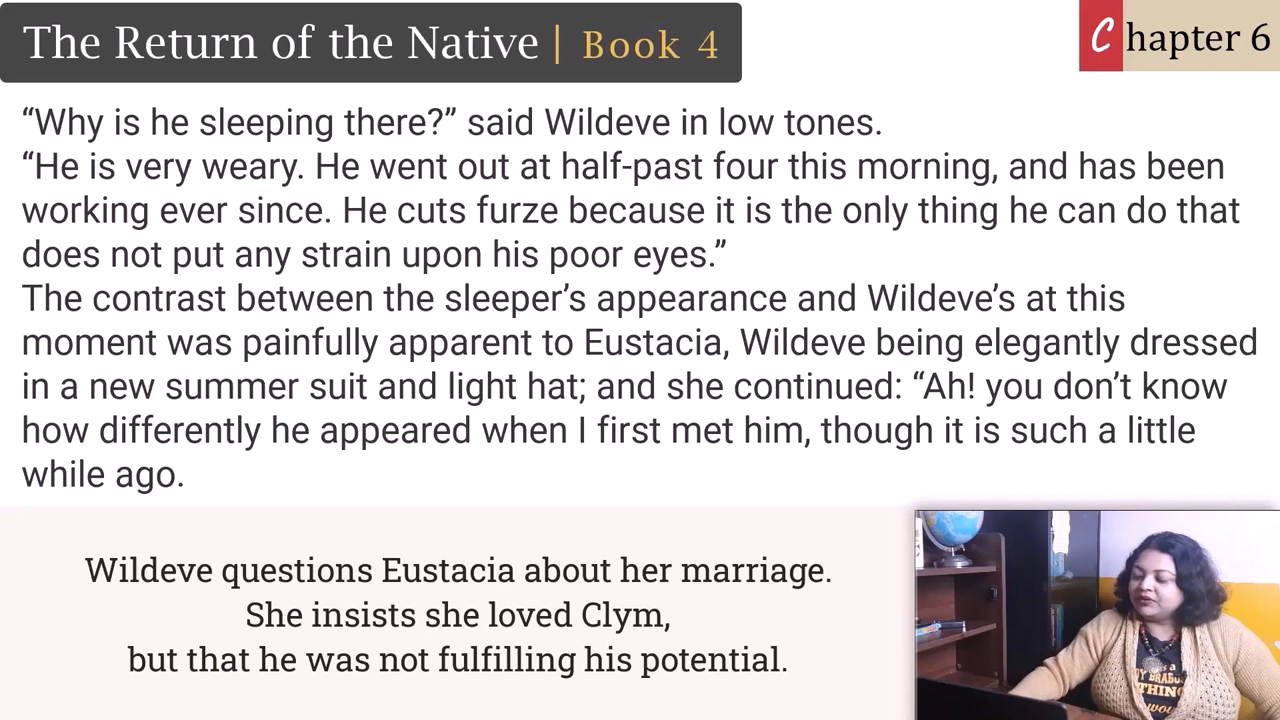 The Return of the Native | Book 4
Chapter 6
“Why is he sleeping there?” said Wildeve in low tones.
“He is very weary. He went out at half-past four this morning, and has been
working ever since. He cuts furze because it is the only thing he can do that
does not put any strain upon his poor eyes.”
The contrast between the sleeper’s appearance and Wildeve’s at this
moment was painfully apparent to Eustacia, Wildeve being elegantly dressed
in a new summer suit and light hat; and she continued: “Ah! you don’t know
how differently he appeared when I first met him, though it is such a little
while ago.
Wildeve questions Eustacia about her marriage.
She insists she loved Clym,
but that he was not fulfilling his potential.
THING